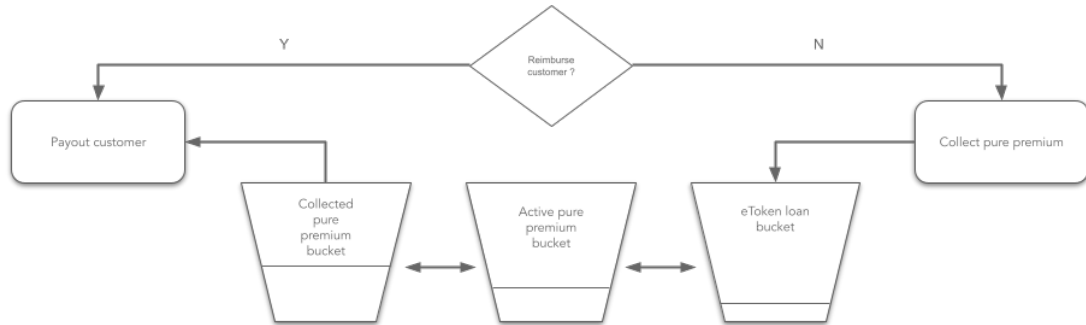 Y
N
Reimburse
customer ?
Payout customer
Collect pure premium
Collected
pure
premium
bucket
Active pure
premium
bucket
eToken loan
bucket